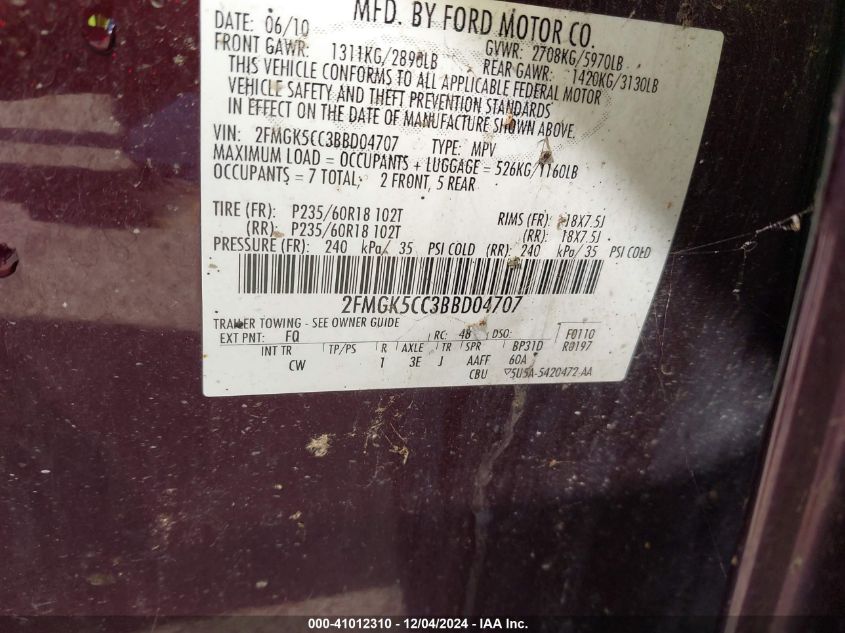 MFD. BY FORD MOTOR CO.
DATE: 06/10 GVWR: 2708KG/5970LB
FRONT GAWR: 1311KG/2890LB REAR GAWR: 1420KG/3130LB
THIS VEHICLE CONFORMS TO ALL APPLICABLE FEDERAL MOTOR
VEHICLE SAFETY AND THEFT PREVENTION STANDARDS
IN EFFECT ON THE DATE OF MANUFACTURE SHOWN ABOVE.
VIN: 2FMGK5CC3BBD04707 TYPE: MPV
MAXIMUM LOAD = OCCUPANTS + LUGGAGE = 526KG/1160LB
OCCUPANTS = 7 TOTAL; 2 FRONT, 5 REAR
TIRE (FR): P235/60R18 102T RIMS (FR): 18X7.5J
(RR): P235/60R18 102T (RR): 18X7.5J
PRESSURE (FR): 240 kPa/ 35 PSI COLD (RR): 240 kPa/ 35 PSI COLD
2FMGK5CC3BBD04707
TRAILER TOWING - SEE OWNER GUIDE
EXT PNT: FQ RC: 48 DSO: F0110
INT TR TP/PS R AXLE TR SPR BP31D R0197
CW 1 3E J AAFF 60A
CBU 5U5A-5420472-AA
000-41012310 - 12/04/2024 - IAA Inc.